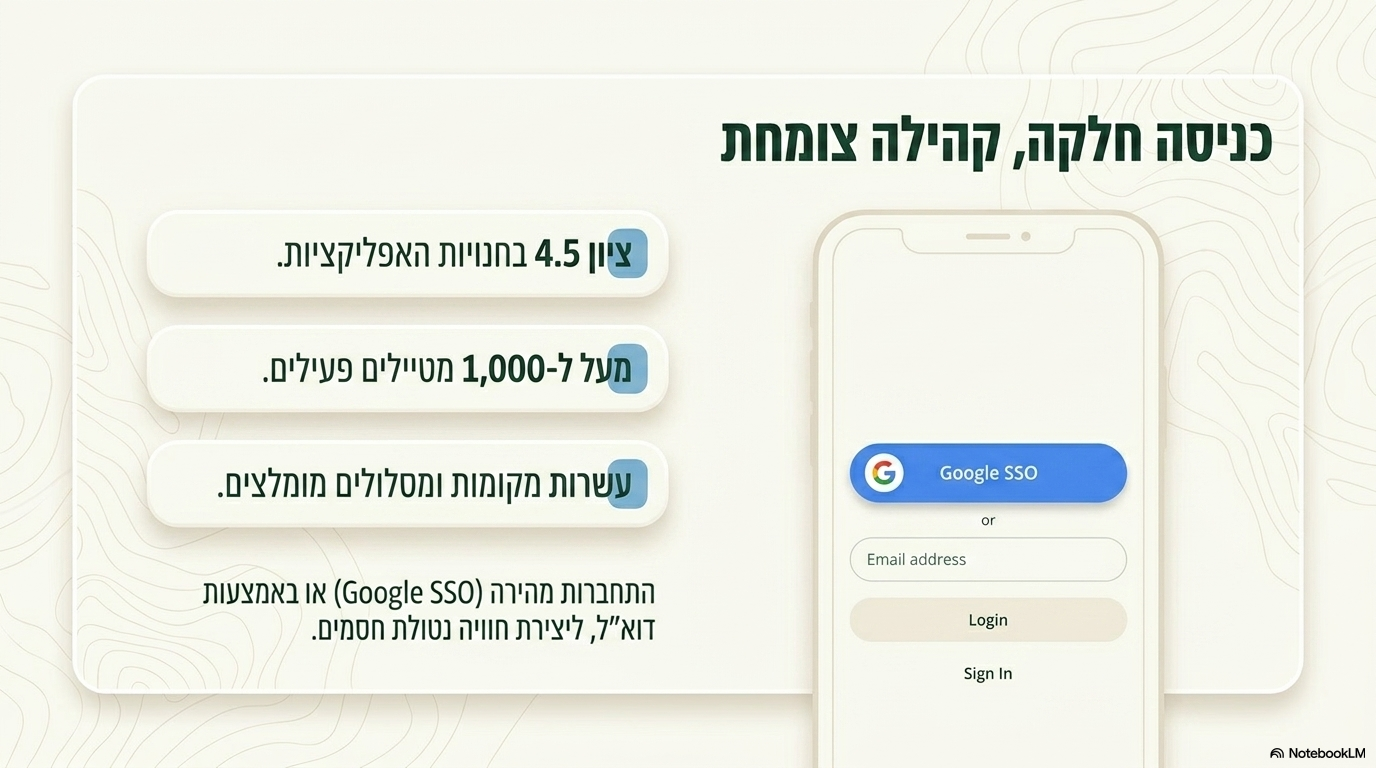 כניסה חלקה, קהילה צומחת
ציון 4.5 בחנויות האפליקציות.
מעל ל-1,000 מטיילים פעילים.
עשרות מקומות ומסלולים מומלצים.
התחברות מהירה (Google SSO) או באמצעות
דוא"ל, ליצירת חוויה נטולת חסמים.
Google SSO
or
Email address
Login
Sign In
NotebookLM